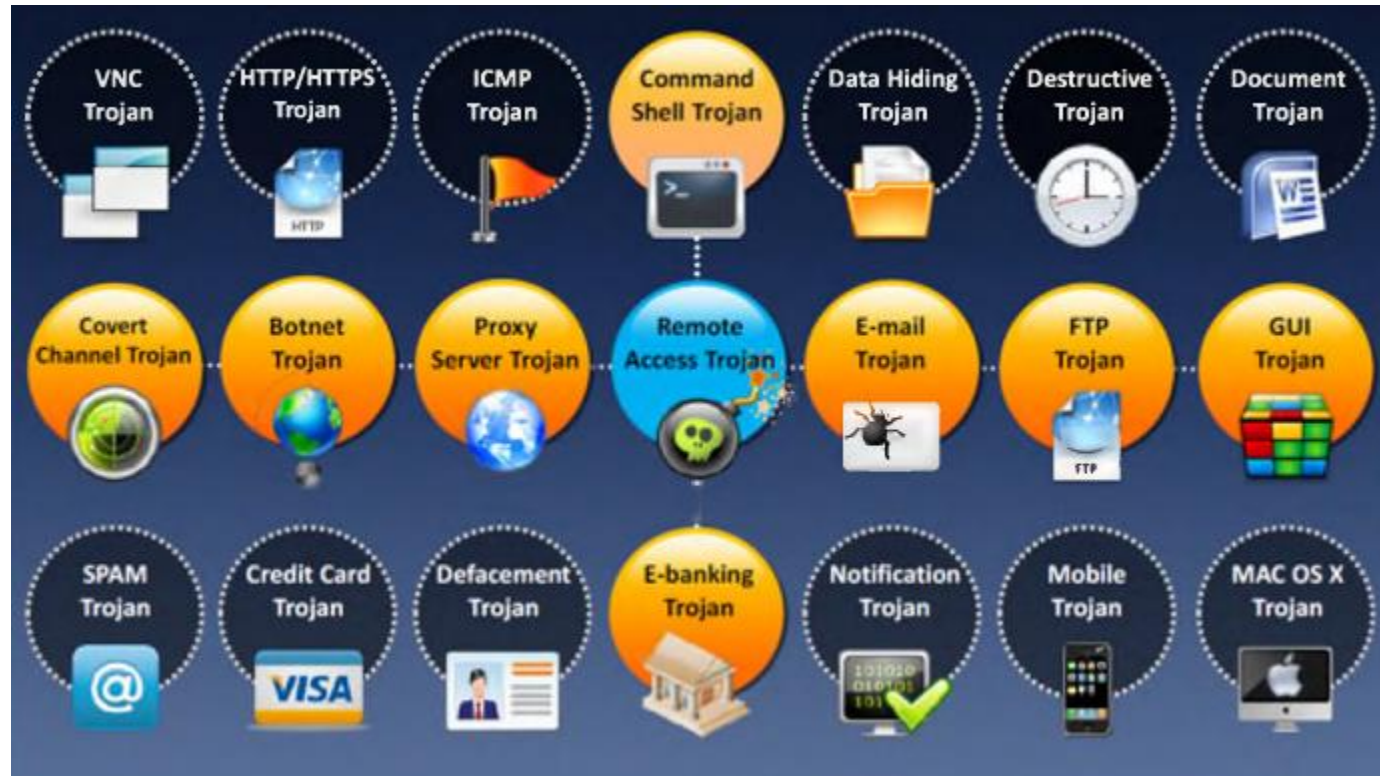 VNC
Trojan
HTTP/HTTPS
Trojan
HTTP
ICMP
Trojan
Command
Shell Trojan
>_
Data Hiding
Trojan
Destructive
Trojan
Document
Trojan
W
Covert
Channel Trojan
Botnet
Trojan
Proxy
Server Trojan
Remote
Access Trojan
E-mail
Trojan
FTP
Trojan
FTP
GUI
Trojan
SPAM
Trojan
@
Credit Card
Trojan
VISA
Defacement
Trojan
E-banking
Trojan
Notification
Trojan
101010
010101
Mobile
Trojan
MAC OS X
Trojan